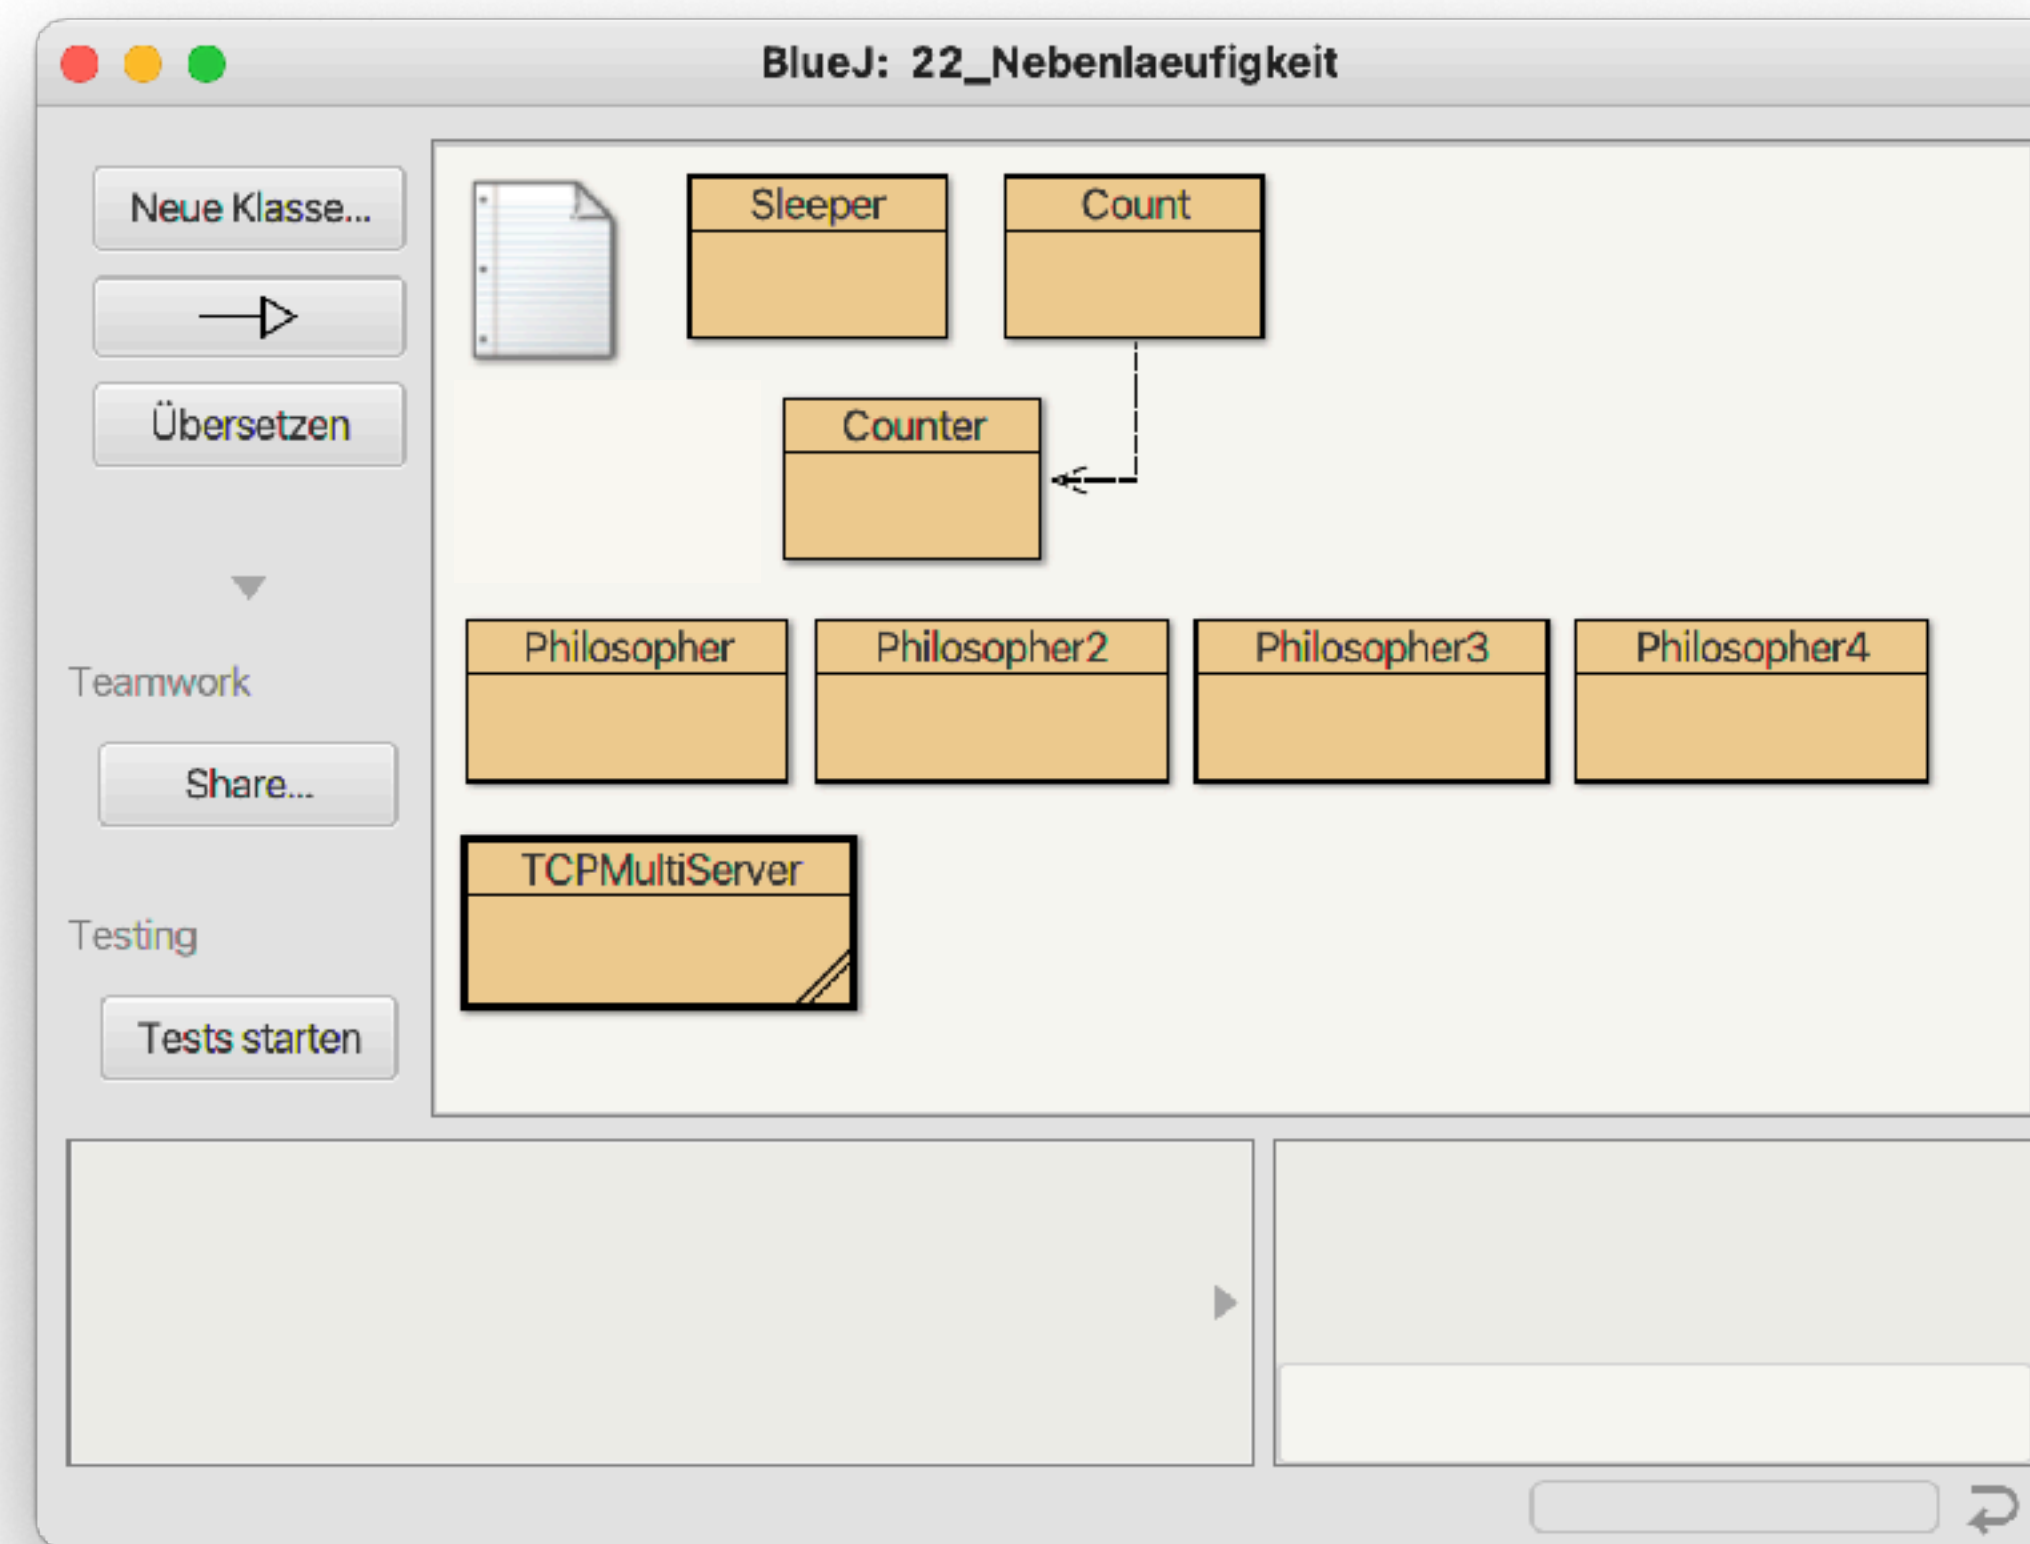 BlueJ: 22_Nebenlaeufigkeit
Neue Klasse...
Übersetzen
Teamwork
Share...
Testing
Tests starten
Sleeper
Count
Counter
Philosopher
Philosopher2
Philosopher3
Philosopher4
TCPMultiServer